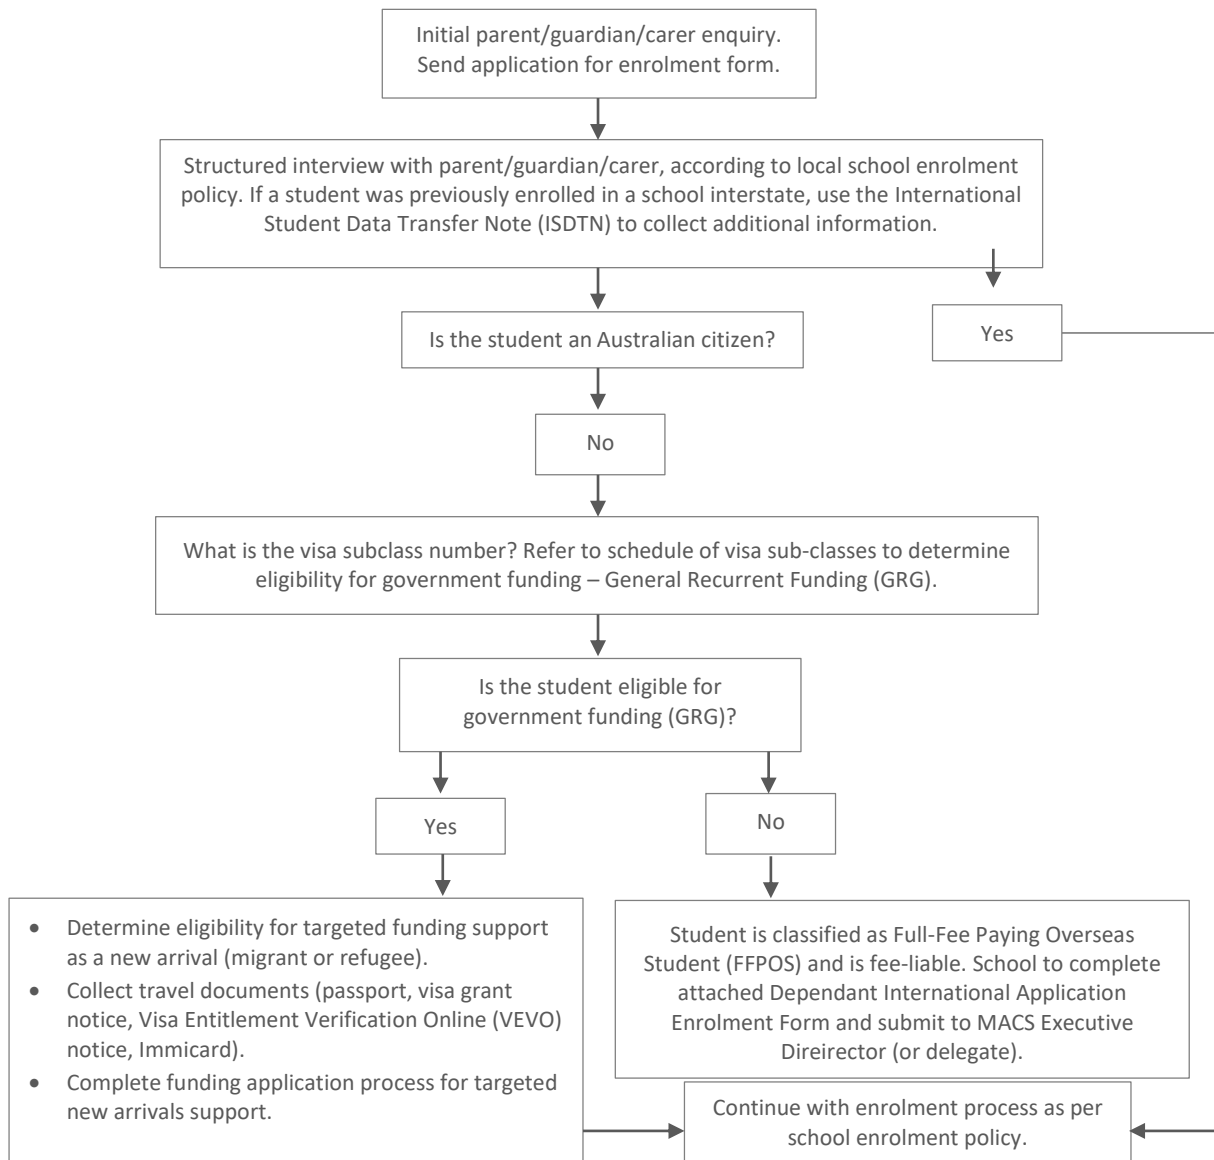 Initial parent/guardian/carer enquiry.
Send application for enrolment form.
Structured interview with parent/guardian/carer, according to local school enrolment
policy. If a student was previously enrolled in a school interstate, use the International
Student Data Transfer Note (ISDTN) to collect additional information.
Is the student an Australian citizen?
Yes
No
What is the visa subclass number? Refer to schedule of visa sub-classes to determine
eligibility for government funding – General Recurrent Funding (GRG).
Is the student eligible for
government funding (GRG)?
Yes
No
• Determine eligibility for targeted funding support
as a new arrival (migrant or refugee).
• Collect travel documents (passport, visa grant
notice, Visa Entitlement Verification Online (VEVO)
notice, Immicard).
• Complete funding application process for targeted
new arrivals support.
Student is classified as Full-Fee Paying Overseas
Student (FFPOS) and is fee-liable. School to complete
attached Dependant International Application
Enrolment Form and submit to MACS Executive
Direirector (or delegate).
Continue with enrolment process as per
school enrolment policy.